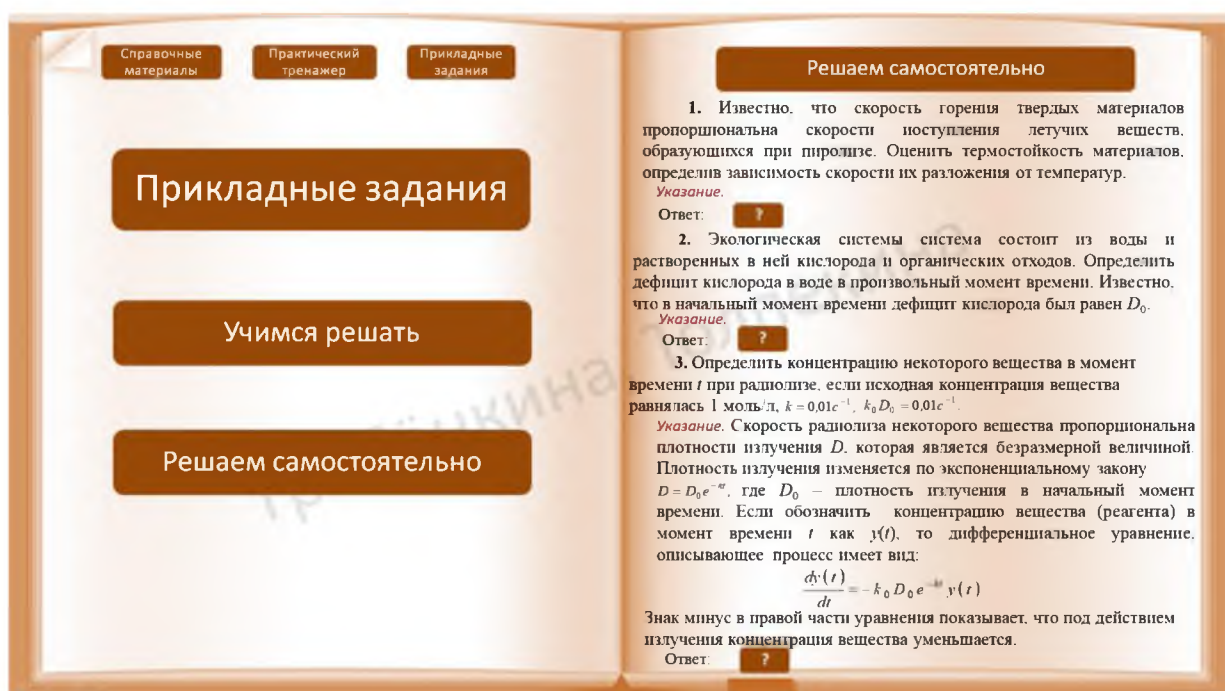 Справочные
материалы
Практический
тренажер
Прикладные
задания
Прикладные задания
Учимся решать
Решаем самостоятельно
Решаем самостоятельно
1. Известно, что скорость горения твердых материалов
пропорциональна скорости поступления летучих веществ,
образующихся при пиролизе. Оценить термостойкость материалов,
определив зависимость скорости их разложения от температур.
Указание.
Ответ: ?
2. Экологическая системы система состоит из воды и
растворенных в ней кислорода и органических отходов. Определить
дефицит кислорода в воде в произвольный момент времени. Известно,
что в начальный момент времени дефицит кислорода был равен D₀.
Указание.
Ответ: ?
3. Определить концентрацию некоторого вещества в момент
времени t при радиолизе, если исходная концентрация вещества
равнялась 1 моль/л, k = 0,01c⁻¹, k₀D₀ = 0,01c⁻¹.
Указание. Скорость радиолиза некоторого вещества пропорциональна
плотности излучения D, которая является безразмерной величиной.
Плотность излучения изменяется по экспоненциальному закону
D = D₀e⁻ᵏᵗ, где D₀ – плотность излучения в начальный момент
времени. Если обозначить концентрацию вещества (реагента) в
момент времени t как y(t), то дифференциальное уравнение,
описывающее процесс имеет вид:
dy(t)/dt = - k₀D₀e⁻ᵏᵗ y(t)
Знак минус в правой части уравнения показывает, что под действием
излучения концентрация вещества уменьшается.
Ответ: ?